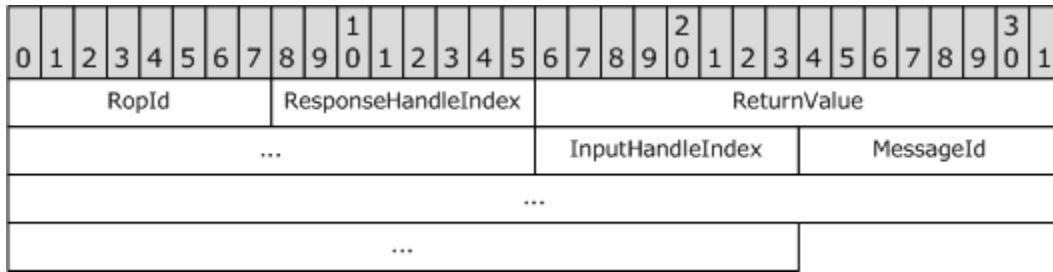 1 2 3
0 1 2 3 4 5 6 7 8 9 0 1 2 3 4 5 6 7 8 9 0 1 2 3 4 5 6 7 8 9 0 1
RopId ResponseHandleIndex ReturnValue
... InputHandleIndex MessageId
...
...